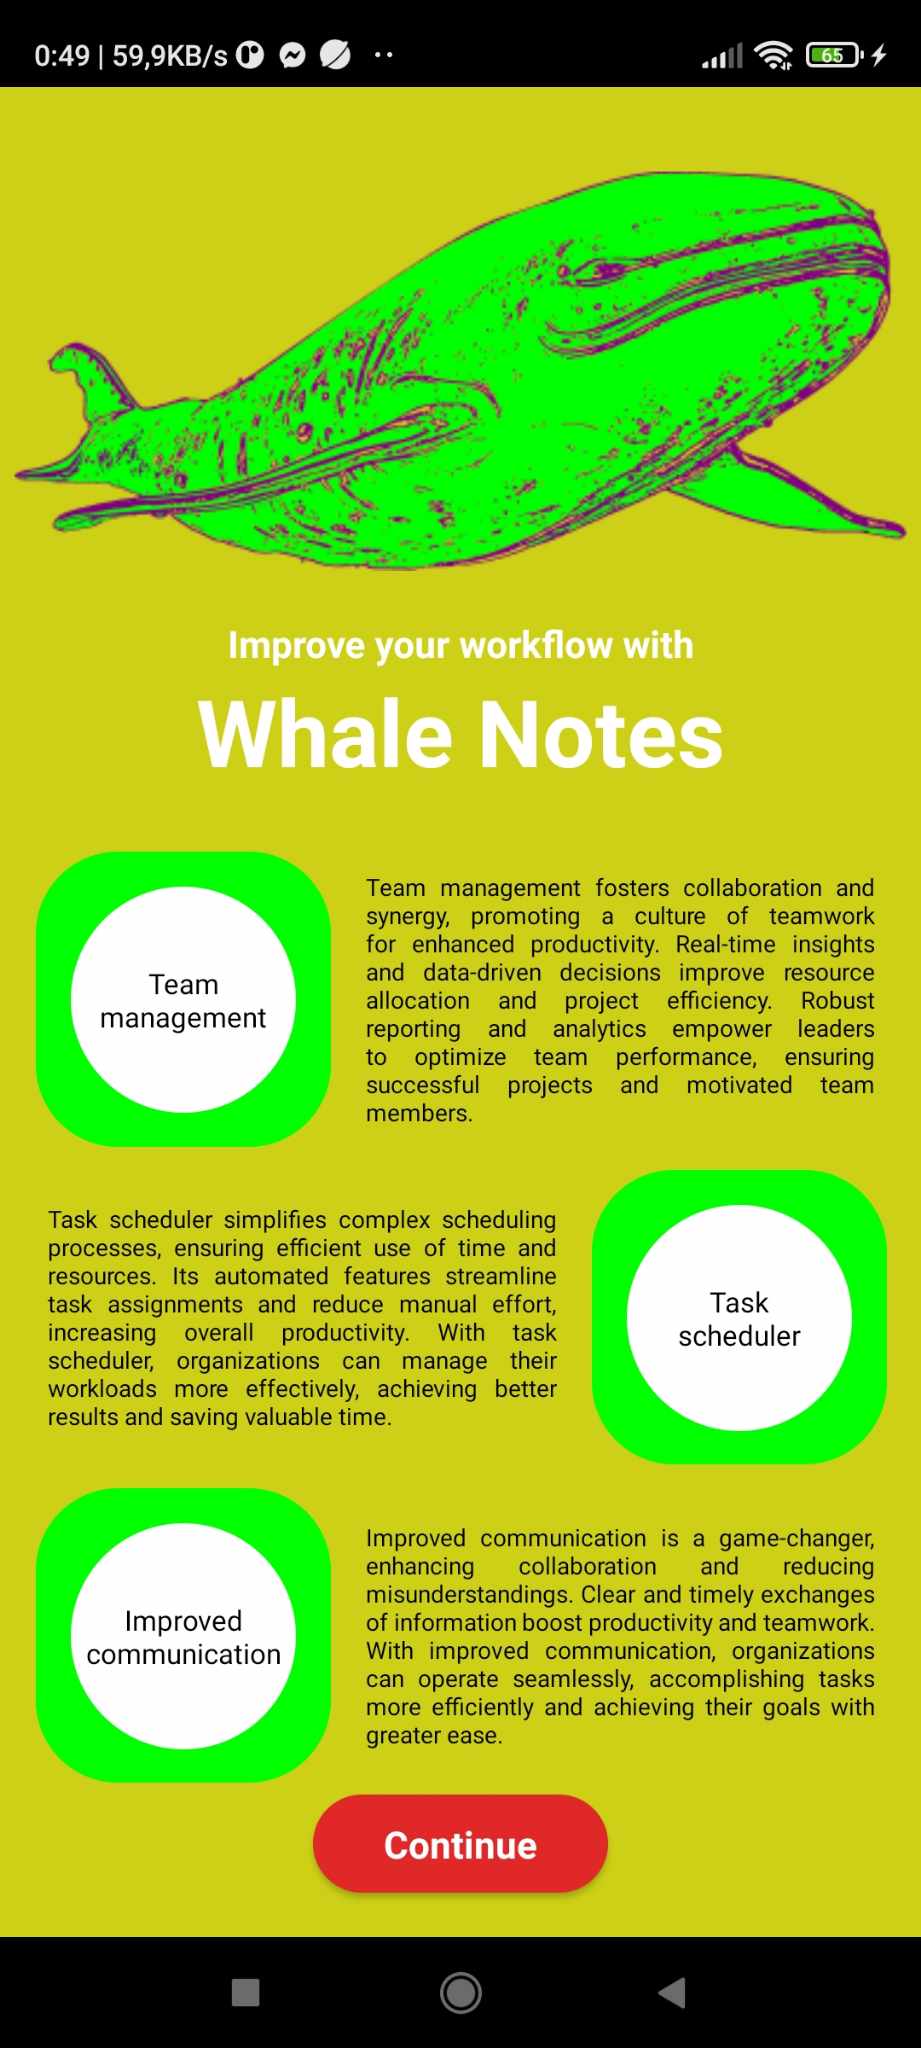 0:49 | 59,9KB/s
65
Improve your workflow with
Whale Notes
Team
management
Team management fosters collaboration and
synergy, promoting a culture of teamwork
for enhanced productivity. Real-time insights
and data-driven decisions improve resource
allocation and project efficiency. Robust
reporting and analytics empower leaders
to optimize team performance, ensuring
successful projects and motivated team
members.
Task scheduler simplifies complex scheduling
processes, ensuring efficient use of time and
resources. Its automated features streamline
task assignments and reduce manual effort,
increasing overall productivity. With task
scheduler, organizations can manage their
workloads more effectively, achieving better
results and saving valuable time.
Task
scheduler
Improved
communication
Improved communication is a game-changer,
enhancing collaboration and reducing
misunderstandings. Clear and timely exchanges
of information boost productivity and teamwork.
With improved communication, organizations
can operate seamlessly, accomplishing tasks
more efficiently and achieving their goals with
greater ease.
Continue